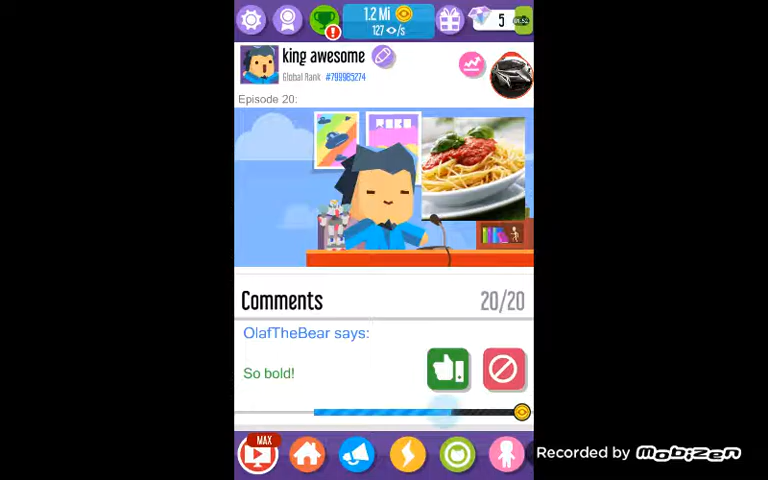 1.2 Mi
127 /s
5
king awesome
Global Rank #799985274
Episode 20:
Comments
20/20
OlafTheBear says:
So bold!
MAX
Recorded by Mobizen